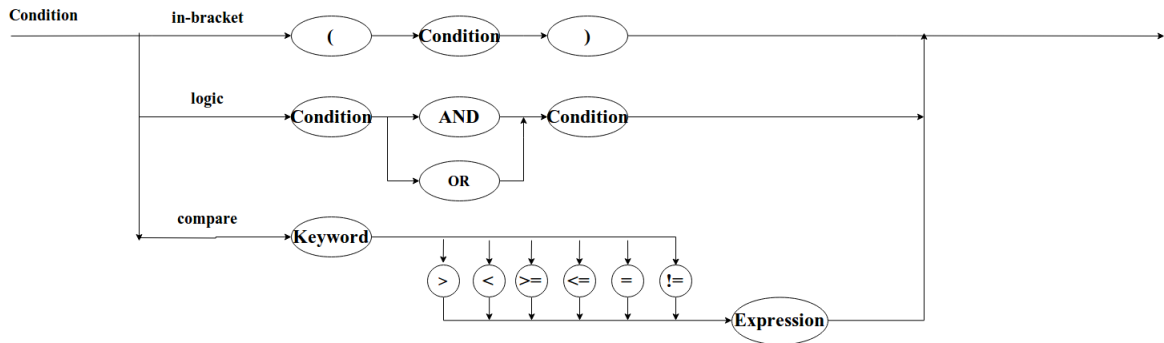 Condition
in-bracket
( Condition )
logic
Condition AND Condition
OR
compare
Keyword
> < >= <= = !=
Expression